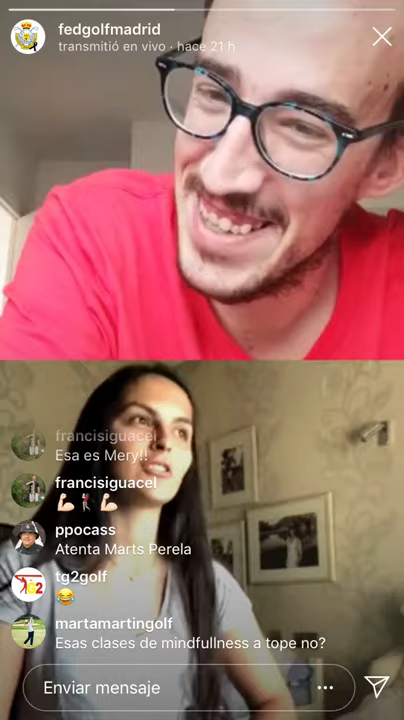 fedgolfmadrid
transmitió en vivo · hace 21 h
francisiguacel
Esa es Mery!!
francisiguacel
💪🏻🏌🏻‍♀️💪🏻
ppocass
Atenta Marts Perela
tg2golf
😂
martamartingolf
Esas clases de mindfullness a tope no?
Enviar mensaje